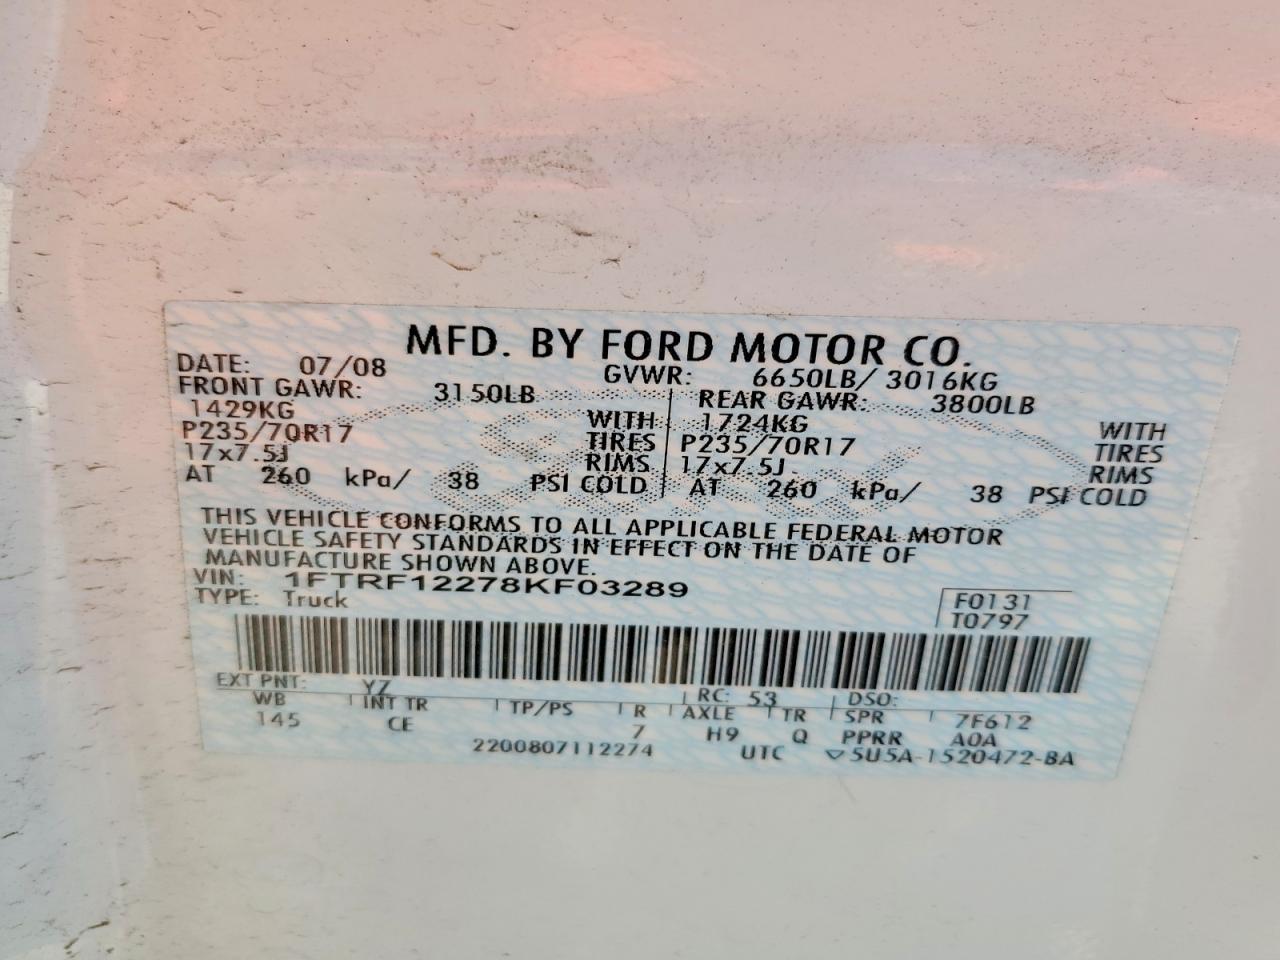 MFD. BY FORD MOTOR CO.
DATE: 07/08 GVWR: 6650LB/ 3016KG
FRONT GAWR: 3150LB REAR GAWR: 3800LB
1429KG WITH 1724KG WITH
P235/70R17 TIRES P235/70R17 TIRES
17x7.5J RIMS 17x7.5J RIMS
AT 260 kPa/ 38 PSI COLD AT 260 kPa/ 38 PSI COLD
THIS VEHICLE CONFORMS TO ALL APPLICABLE FEDERAL MOTOR
VEHICLE SAFETY STANDARDS IN EFFECT ON THE DATE OF
MANUFACTURE SHOWN ABOVE.
VIN: 1FTRF12278KF03289 F0131
TYPE: Truck T0797
EXT PNT: YZ RC: 53 DSO:
WB INT TR TP/PS R AXLE TR SPR 7F612
145 CE 7 H9 Q PPRR A0A
2200807112274 UTC ▽5U5A-1520472-BA